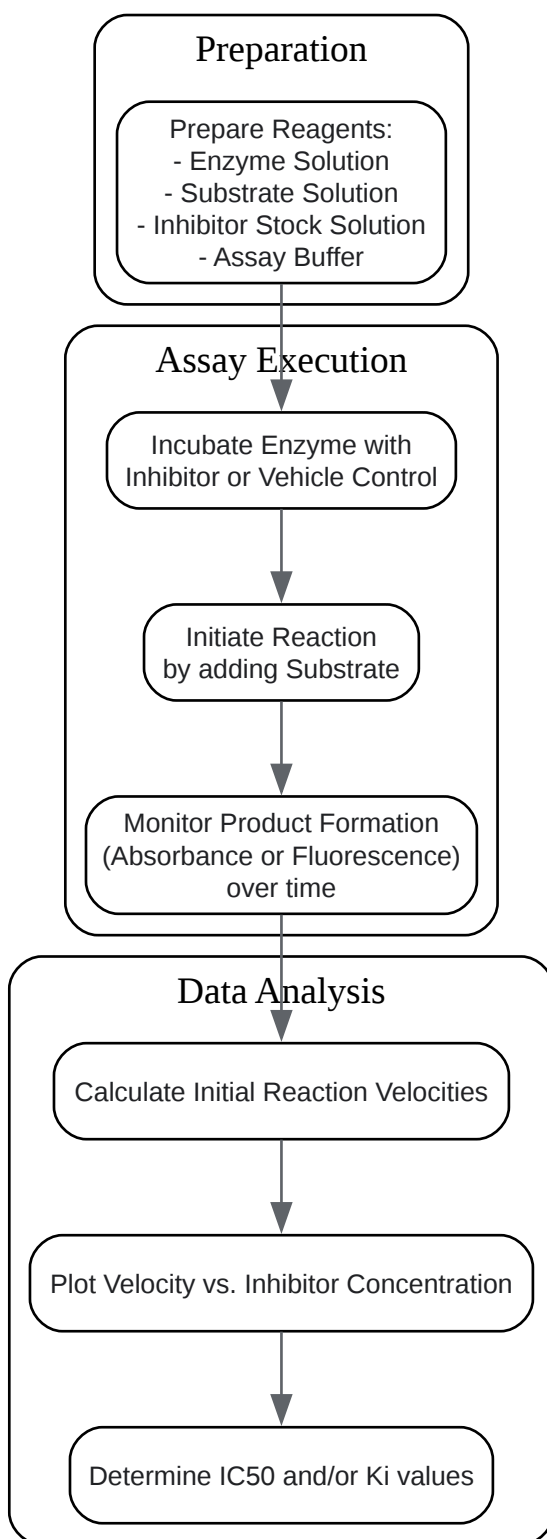 Preparation
Prepare Reagents:
- Enzyme Solution
- Substrate Solution
- Inhibitor Stock Solution
- Assay Buffer
Assay Execution
Incubate Enzyme with
Inhibitor or Vehicle Control
Initiate Reaction
by adding Substrate
Monitor Product Formation
(Absorbance or Fluorescence)
over time
Data Analysis
Calculate Initial Reaction Velocities
Plot Velocity vs. Inhibitor Concentration
Determine IC50 and/or Ki values